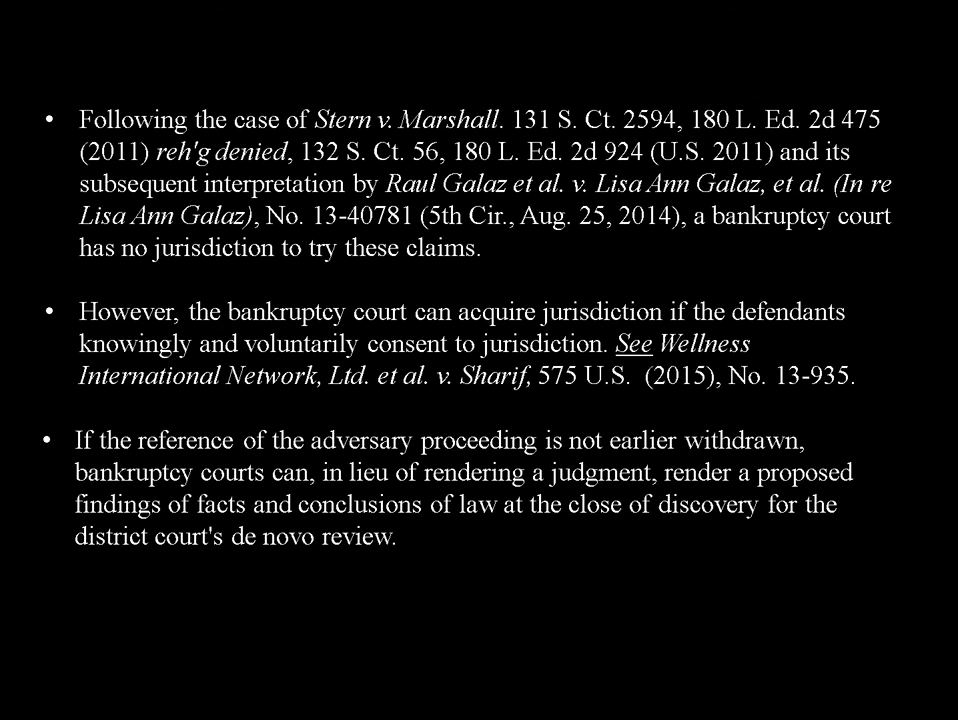 • Following the case of Stern v. Marshall. 131 S. Ct. 2594, 180 L. Ed. 2d 475
(2011) reh'g denied, 132 S. Ct. 56, 180 L. Ed. 2d 924 (U.S. 2011) and its
subsequent interpretation by Raul Galaz et al. v. Lisa Ann Galaz, et al. (In re
Lisa Ann Galaz), No. 13-40781 (5th Cir., Aug. 25, 2014), a bankruptcy court
has no jurisdiction to try these claims.
• However, the bankruptcy court can acquire jurisdiction if the defendants
knowingly and voluntarily consent to jurisdiction. See Wellness
International Network, Ltd. et al. v. Sharif, 575 U.S. (2015), No. 13-935.
• If the reference of the adversary proceeding is not earlier withdrawn,
bankruptcy courts can, in lieu of rendering a judgment, render a proposed
findings of facts and conclusions of law at the close of discovery for the
district court's de novo review.